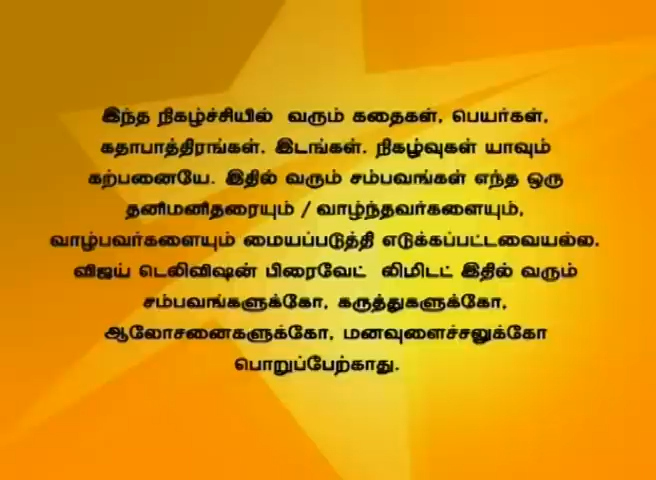 இந்த நிகழ்ச்சியில் வரும் கதைகள், பெயர்கள்,
கதாபாத்திரங்கள், இடங்கள், நிகழ்வுகள் யாவும்
கற்பனையே. இதில் வரும் சம்பவங்கள் எந்த ஒரு
தனிமனிதரையும் / வாழ்ந்தவர்களையும்,
வாழ்பவர்களையும் மையப்படுத்தி எடுக்கப்பட்டவையல்ல.
விஜய் டெலிவிஷன் பிரைவேட் லிமிடட் இதில் வரும்
சம்பவங்களுக்கோ, கருத்துகளுக்கோ,
ஆலோசனைகளுக்கோ, மனவுளைச்சலுக்கோ
பொறுப்பேற்காது.